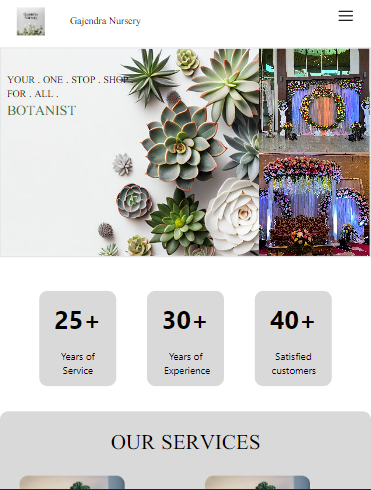 Gajendra Nursery
YOUR . ONE . STOP . SHOP
FOR . ALL .
BOTANIST
25+
Years of
Service
30+
Years of
Experience
40+
Satisfied
customers
OUR SERVICES